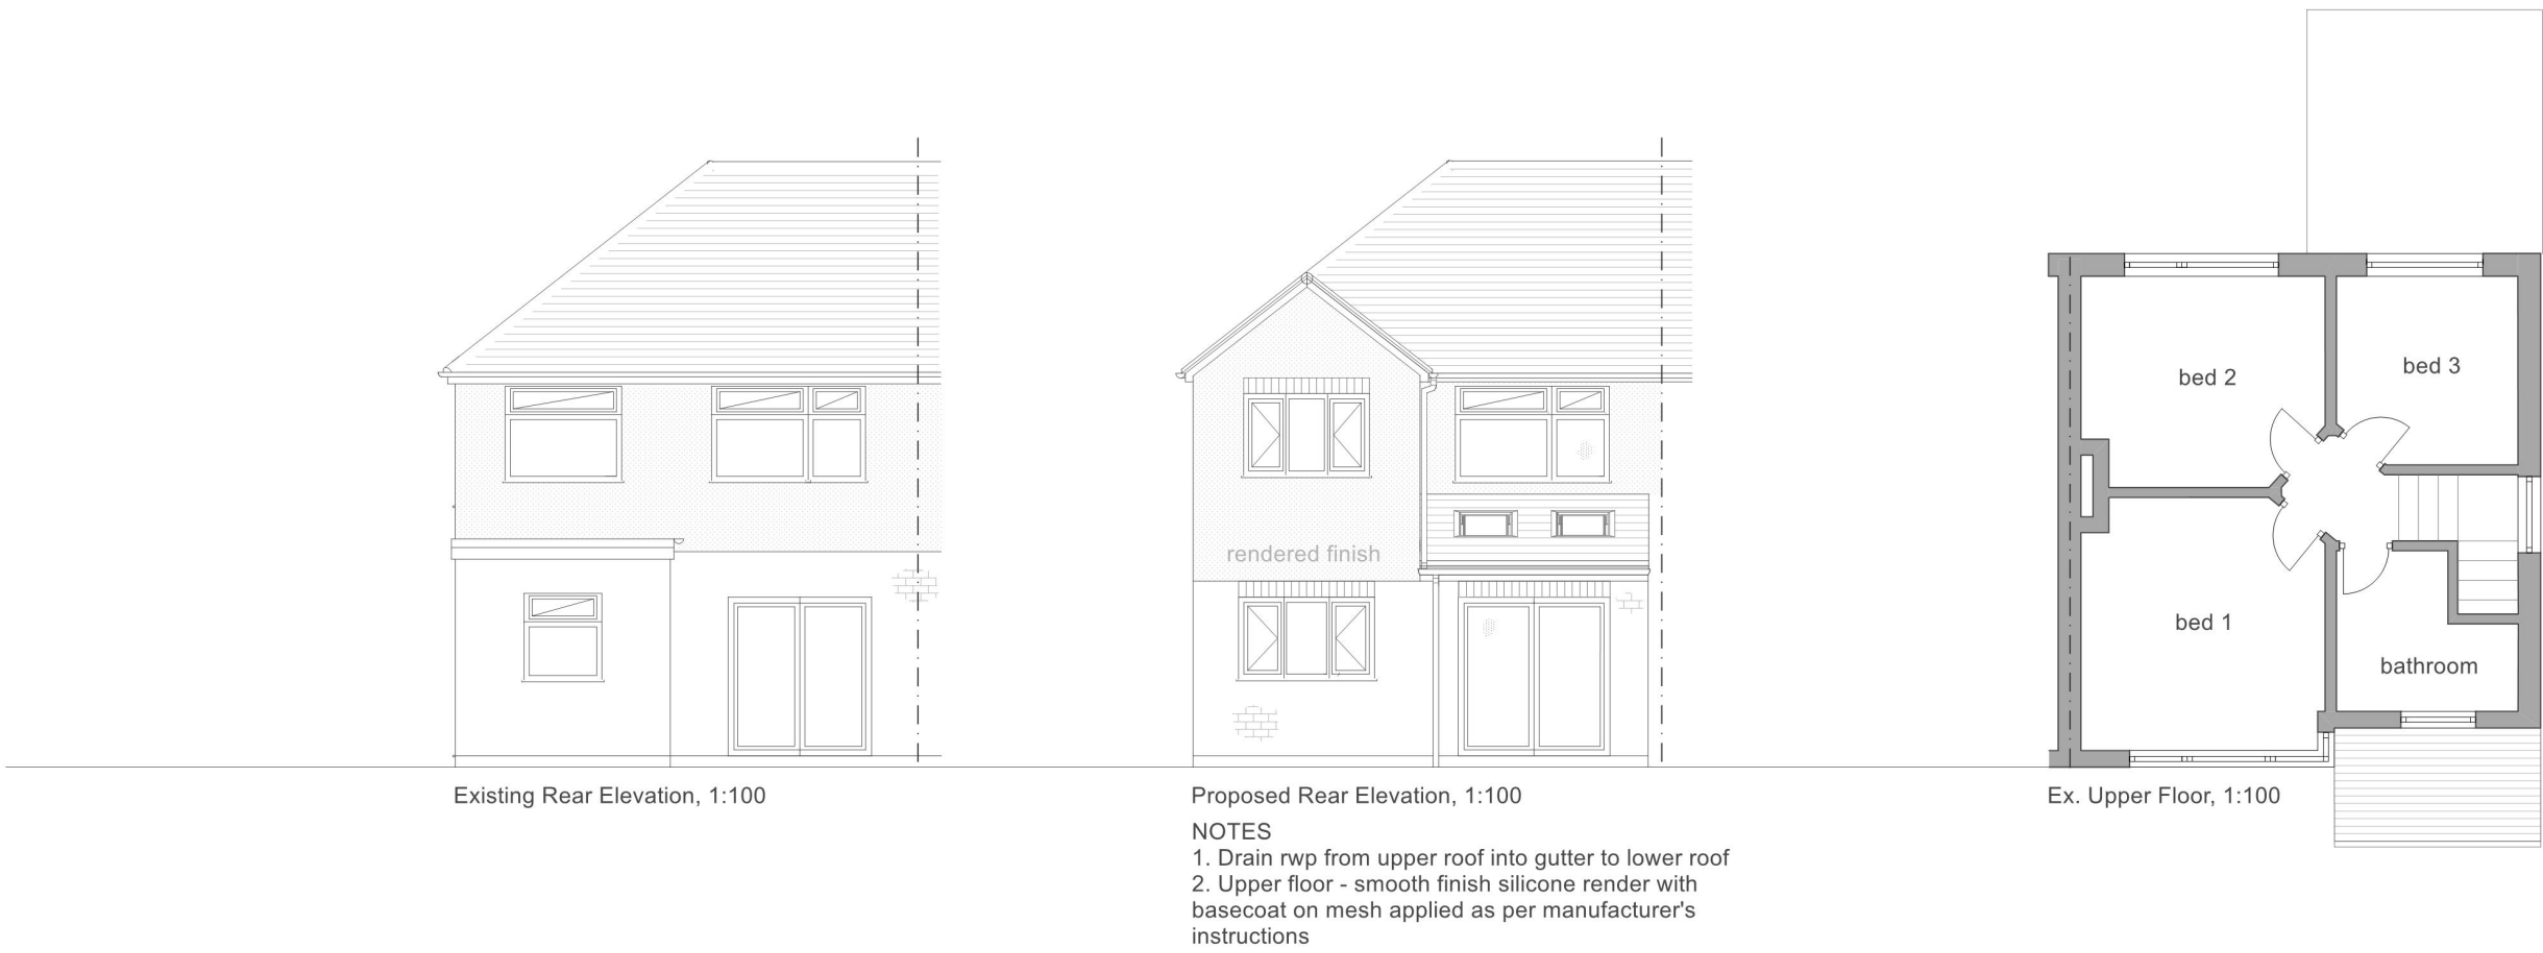 bed 2
bed 3
rendered finish
bed 1
bathroom
Existing Rear Elevation, 1:100
Proposed Rear Elevation, 1:100
NOTES
1. Drain rwp from upper roof into gutter to lower roof
2. Upper floor - smooth finish silicone render with
basecoat on mesh applied as per manufacturer's
instructions
Ex. Upper Floor, 1:100